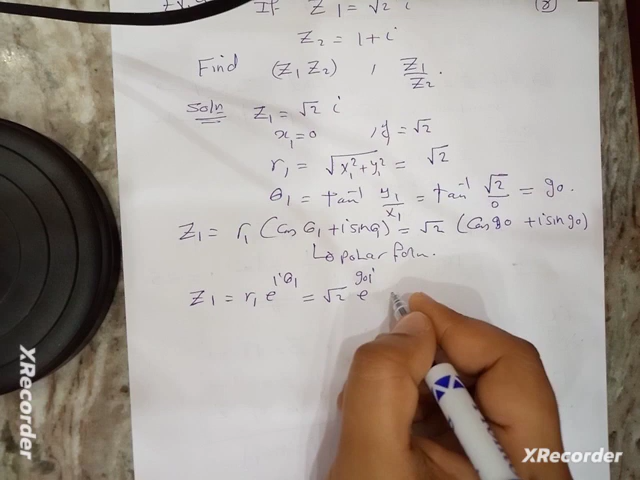 If Z1 = √2 i (8)
Z2 = 1+i
Find (Z1 Z2) , Z1/Z2.
Soln Z1 = √2 i
x1=0 , y = √2
r1 = √x1²+y1² = √2
θ1 = tan⁻¹ y1/x1 = tan⁻¹ √2/0 = 90.
Z1 = r1 (Cos θ1 + i sin θ1) = √2 (Cos 90 + i sin 90)
↳ polar form.
Z1 = r1 e^iθ1 = √2 e^90i
XRecorder
XRecorder